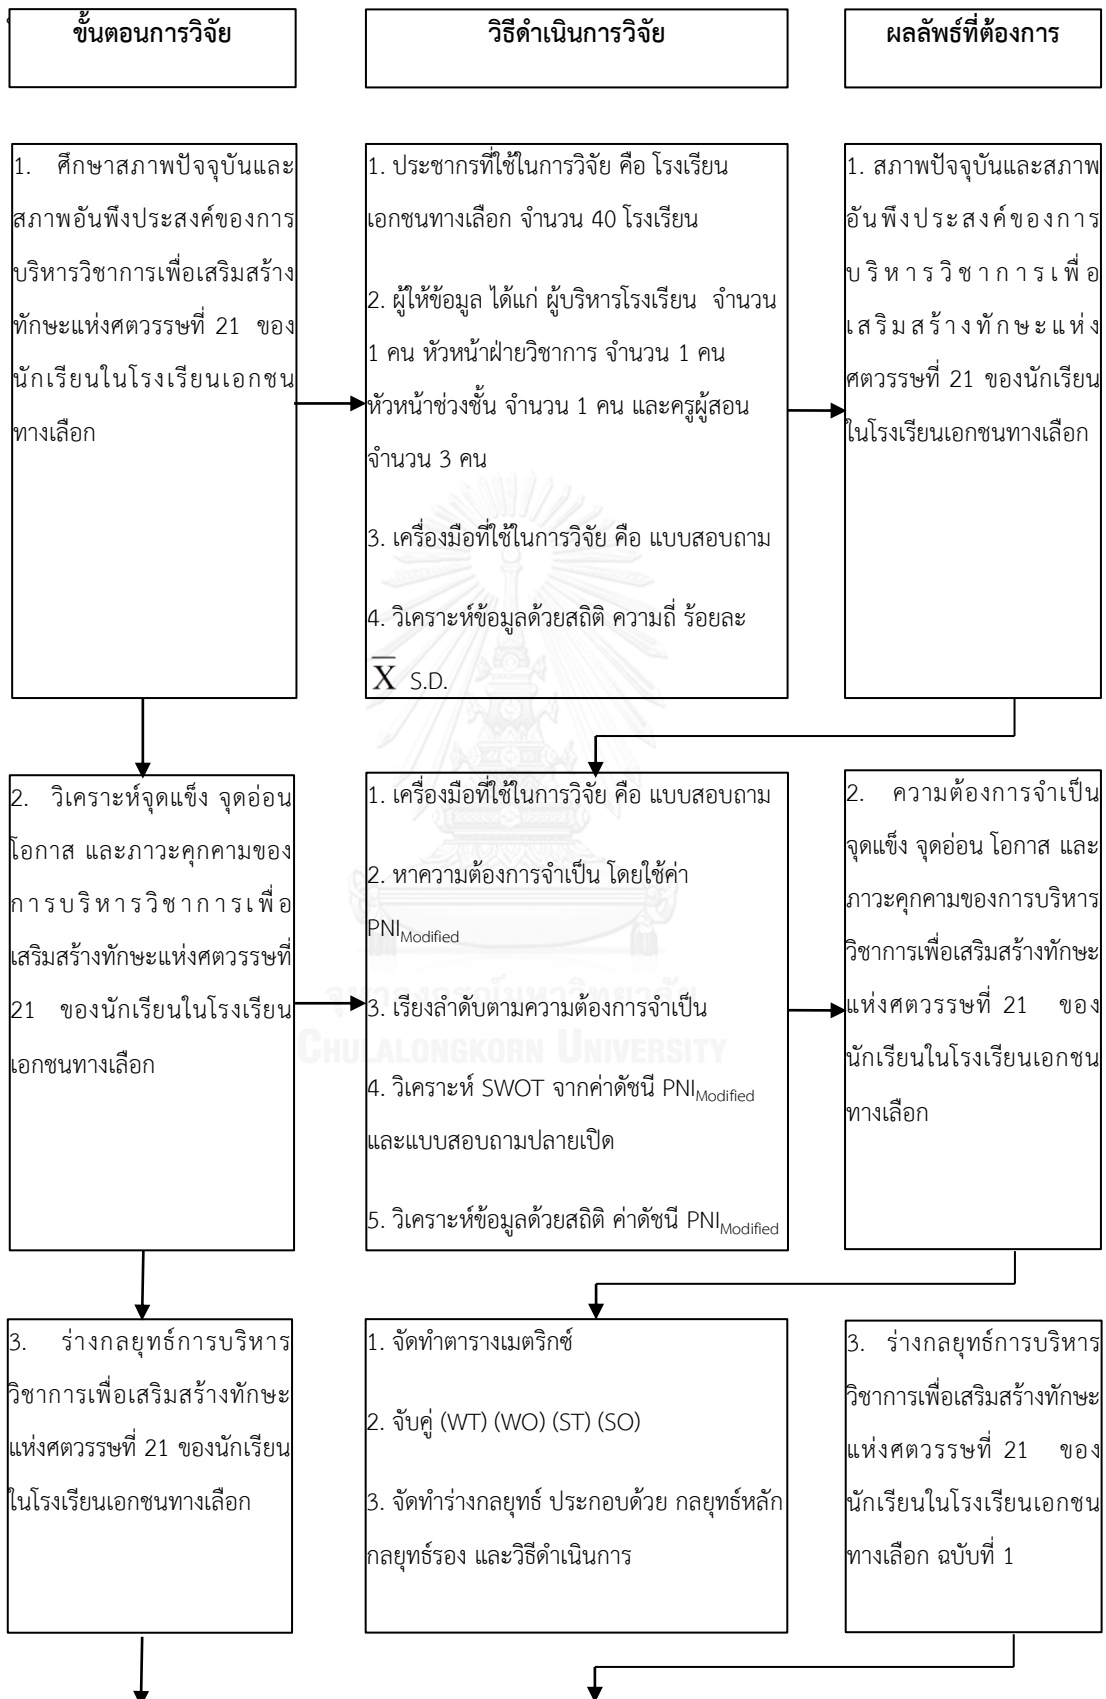 ขั้นตอนการวิจัย
วิธีดำเนินการวิจัย
ผลลัพธ์ที่ต้องการ
1. ศึกษาสภาพปัจจุบันและ
สภาพอันพึงประสงค์ของการ
บริหารวิชาการเพื่อเสริมสร้าง
ทักษะแห่งศตวรรษที่ 21 ของ
นักเรียนในโรงเรียนเอกชน
ทางเลือก
1. ประชากรที่ใช้ในการวิจัย คือ โรงเรียน
เอกชนทางเลือก จำนวน 40 โรงเรียน
2. ผู้ให้ข้อมูล ได้แก่ ผู้บริหารโรงเรียน จำนวน
1 คน หัวหน้าฝ่ายวิชาการ จำนวน 1 คน
หัวหน้าช่วงชั้น จำนวน 1 คน และครูผู้สอน
จำนวน 3 คน
3. เครื่องมือที่ใช้ในการวิจัย คือ แบบสอบถาม
4. วิเคราะห์ข้อมูลด้วยสถิติ ความถี่ ร้อยละ
X̅ S.D.
1. สภาพปัจจุบันและสภาพ
อันพึงประสงค์ของการ
บริหารวิชาการเพื่อ
เสริมสร้างทักษะแห่ง
ศตวรรษที่ 21 ของนักเรียน
ในโรงเรียนเอกชนทางเลือก
2. วิเคราะห์จุดแข็ง จุดอ่อน
โอกาส และภาวะคุกคามของ
การบริหารวิชาการเพื่อ
เสริมสร้างทักษะแห่งศตวรรษที่
21 ของนักเรียนในโรงเรียน
เอกชนทางเลือก
1. เครื่องมือที่ใช้ในการวิจัย คือ แบบสอบถาม
2. หาความต้องการจำเป็น โดยใช้ค่า
PNIModified
3. เรียงลำดับตามความต้องการจำเป็น
4. วิเคราะห์ SWOT จากค่าดัชนี PNIModified
และแบบสอบถามปลายเปิด
5. วิเคราะห์ข้อมูลด้วยสถิติ ค่าดัชนี PNIModified
2. ความต้องการจำเป็น
จุดแข็ง จุดอ่อน โอกาส และ
ภาวะคุกคามของการบริหาร
วิชาการเพื่อเสริมสร้างทักษะ
แห่งศตวรรษที่ 21 ของ
นักเรียนในโรงเรียนเอกชน
ทางเลือก
จุฬาลงกรณ์มหาวิทยาลัย
CHULALONGKORN UNIVERSITY
3. ร่างกลยุทธ์การบริหาร
วิชาการเพื่อเสริมสร้างทักษะ
แห่งศตวรรษที่ 21 ของนักเรียน
ในโรงเรียนเอกชนทางเลือก
1. จัดทำตารางเมตริกซ์
2. จับคู่ (WT) (WO) (ST) (SO)
3. จัดทำร่างกลยุทธ์ ประกอบด้วย กลยุทธ์หลัก
กลยุทธ์รอง และวิธีดำเนินการ
3. ร่างกลยุทธ์การบริหาร
วิชาการเพื่อเสริมสร้างทักษะ
แห่งศตวรรษที่ 21 ของ
นักเรียนในโรงเรียนเอกชน
ทางเลือก ฉบับที่ 1